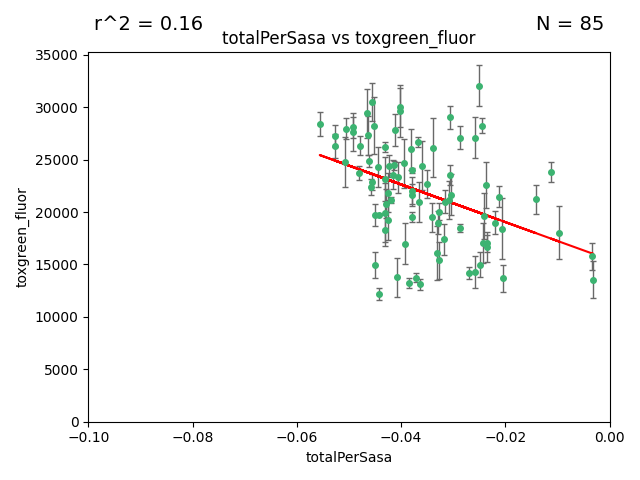 r^2 = 0.16 N = 85
totalPerSasa vs toxgreen_fluor
35000
30000
25000
20000
15000
10000
5000
0
toxgreen_fluor
−0.10 −0.08 −0.06 −0.04 −0.02 0.00
totalPerSasa